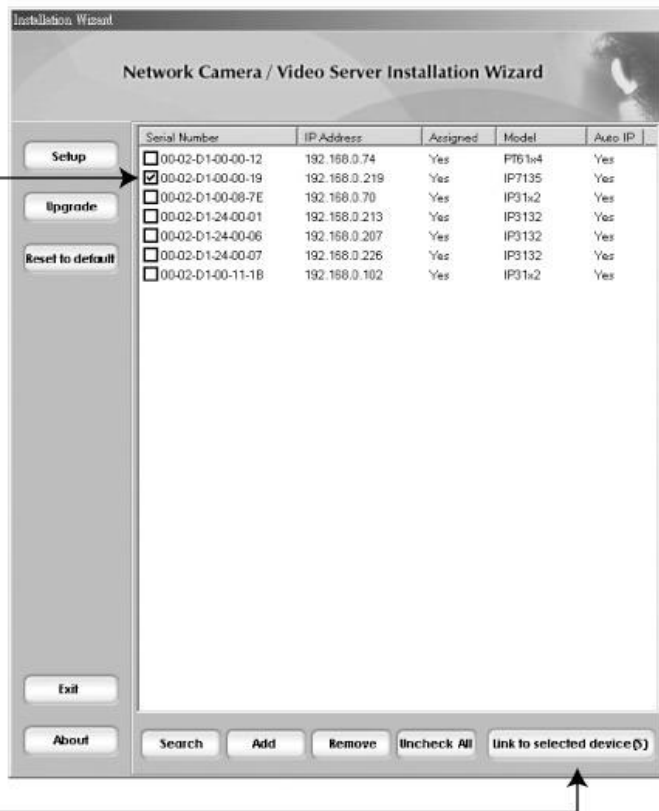 Installation Wizard
Network Camera / Video Server Installation Wizard
Serial Number IP Address Assigned Model Auto IP
00-02-D1-00-00-12 192.168.0.74 Yes PT61x4 Yes
00-02-D1-00-00-19 192.168.0.219 Yes IP7135 Yes
00-02-D1-00-08-7E 192.168.0.70 Yes IP31x2 Yes
00-02-D1-24-00-01 192.168.0.213 Yes IP3132 Yes
00-02-D1-24-00-06 192.168.0.207 Yes IP3132 Yes
00-02-D1-24-00-07 192.168.0.226 Yes IP3132 Yes
00-02-D1-00-11-1B 192.168.0.102 Yes IP31x2 Yes
Setup
Upgrade
Reset to default
Exit
About
Search Add Remove Uncheck All Link to selected device(S)